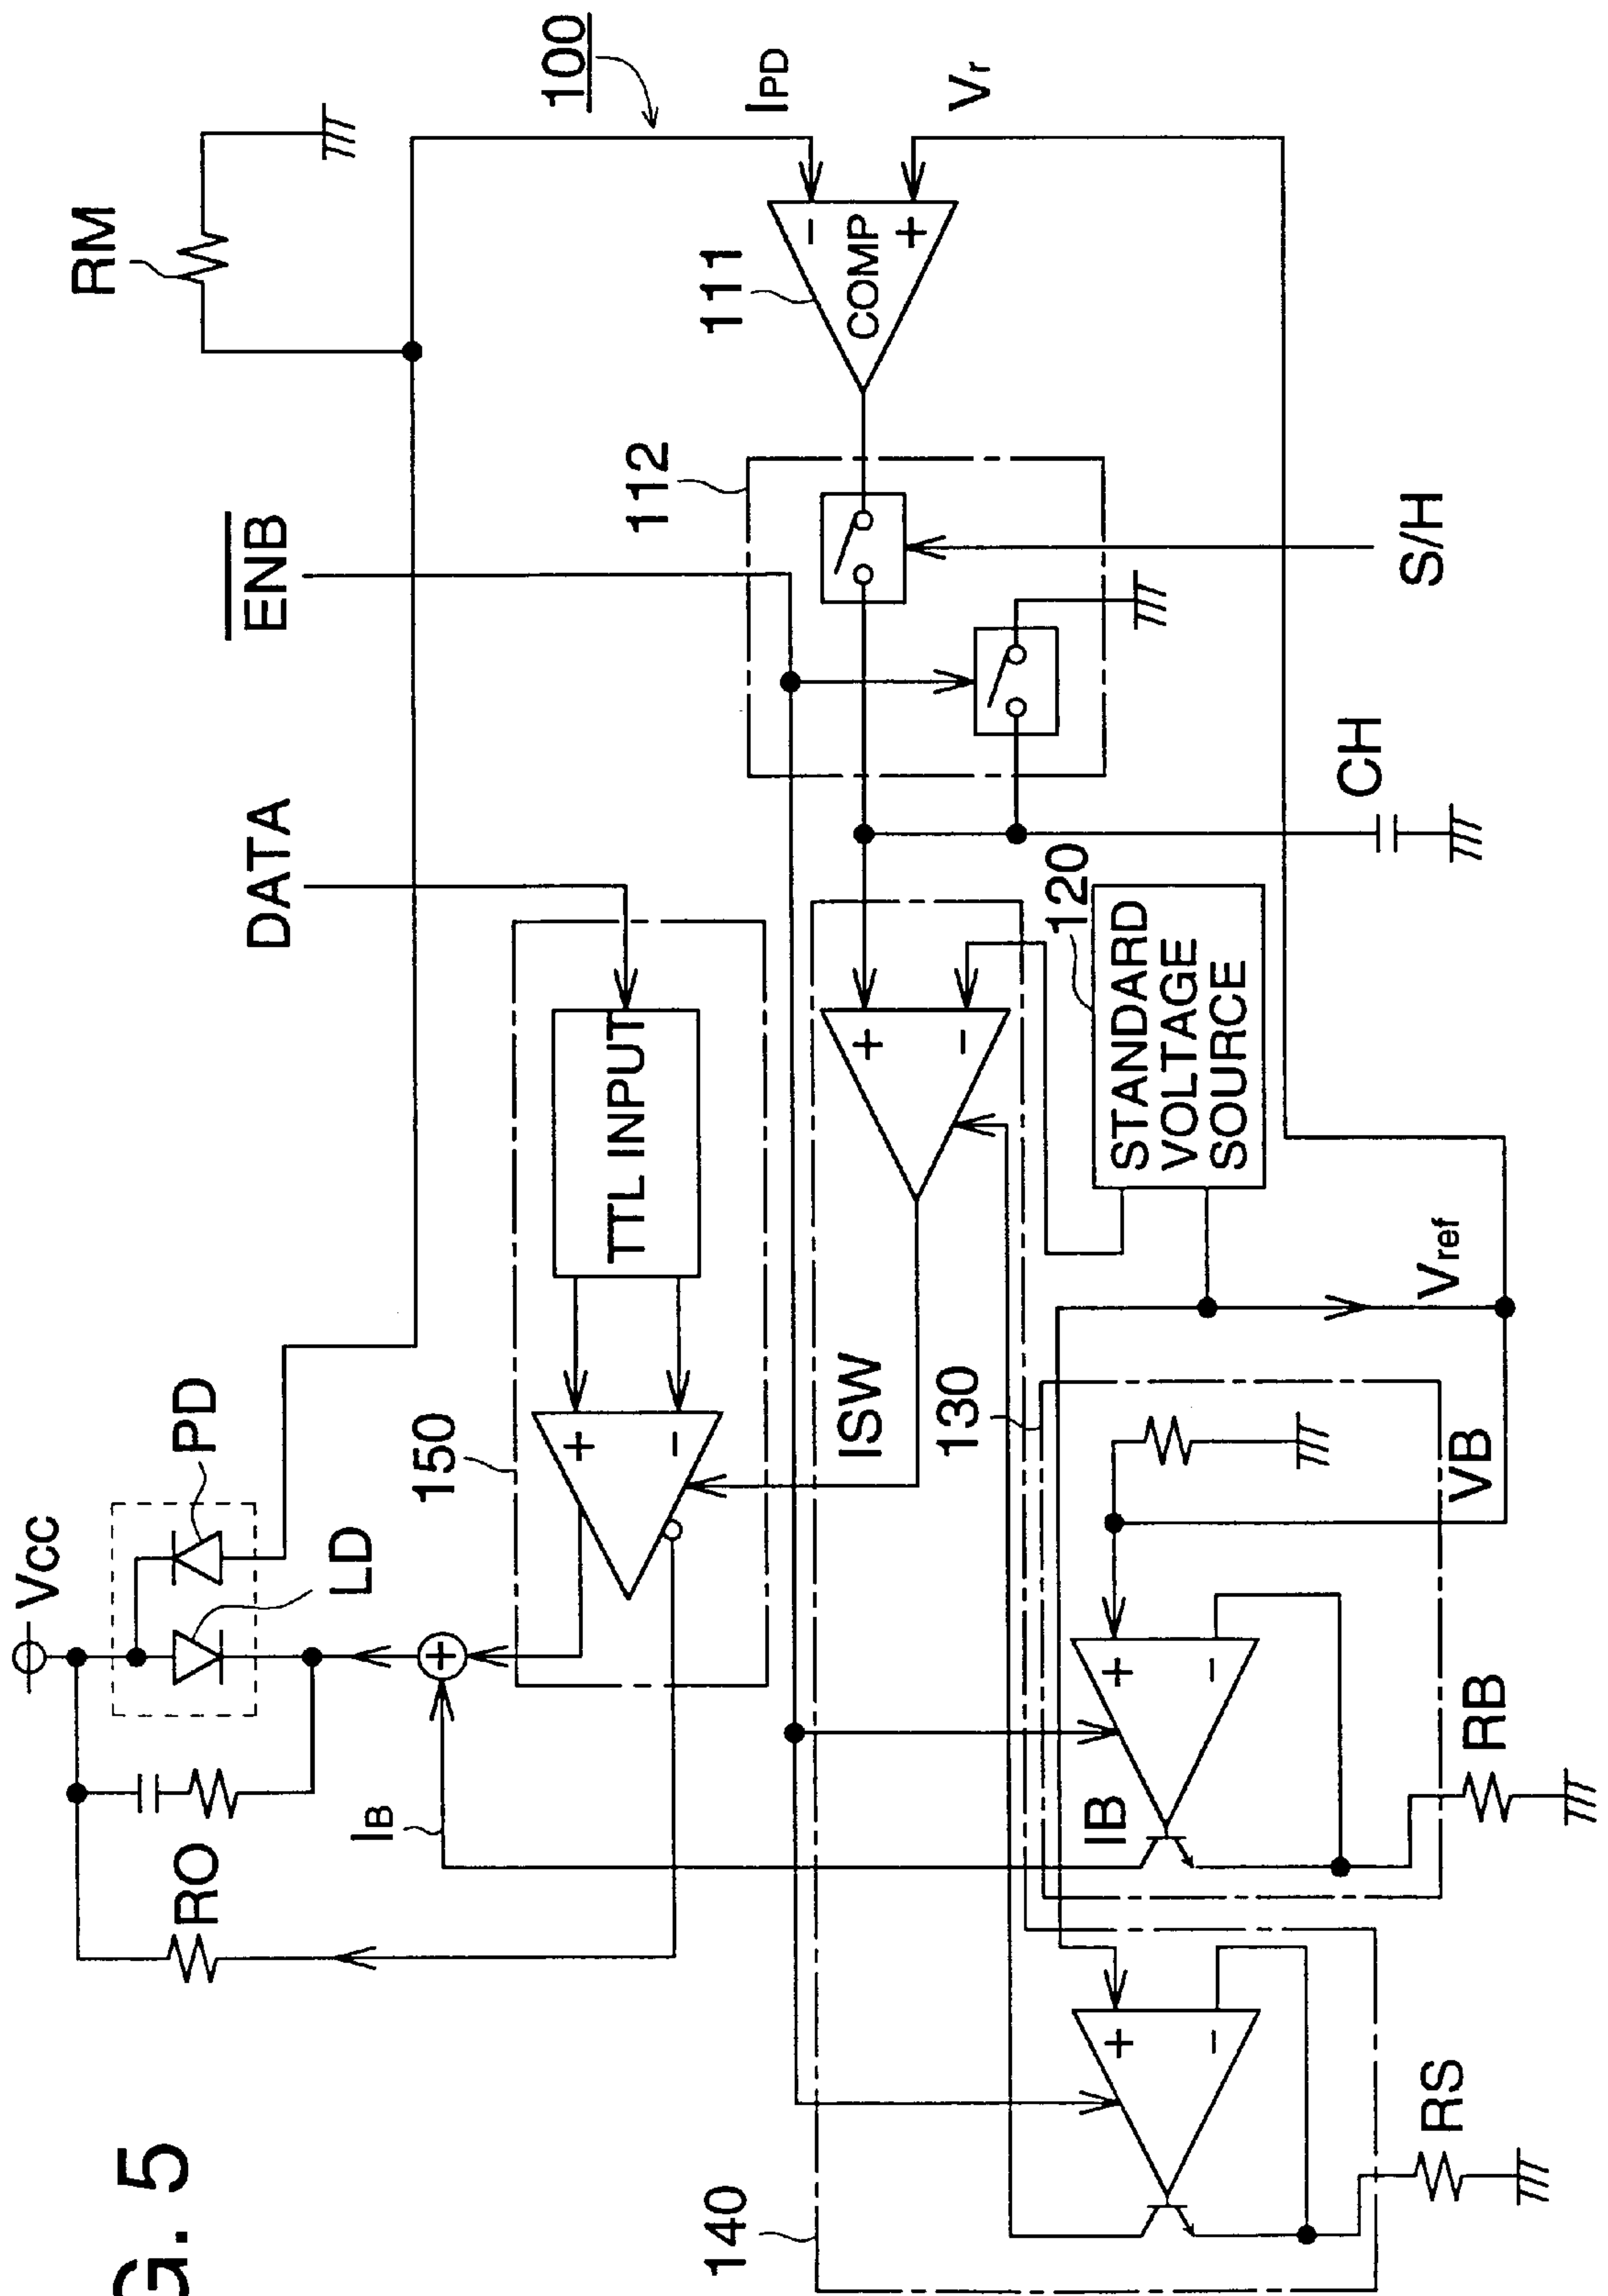 G. 5
Vcc
PD
LD
RO
IB
DATA
ENB
RM
100
IPD
Vr
150
TTL INPUT
+
−
+
112
111
COMP
−
+
S/H
CH
ISW
+
−
120
STANDARD
VOLTAGE
SOURCE
Vref
130
VB
IB
+
−
RB
140
+
−
RS